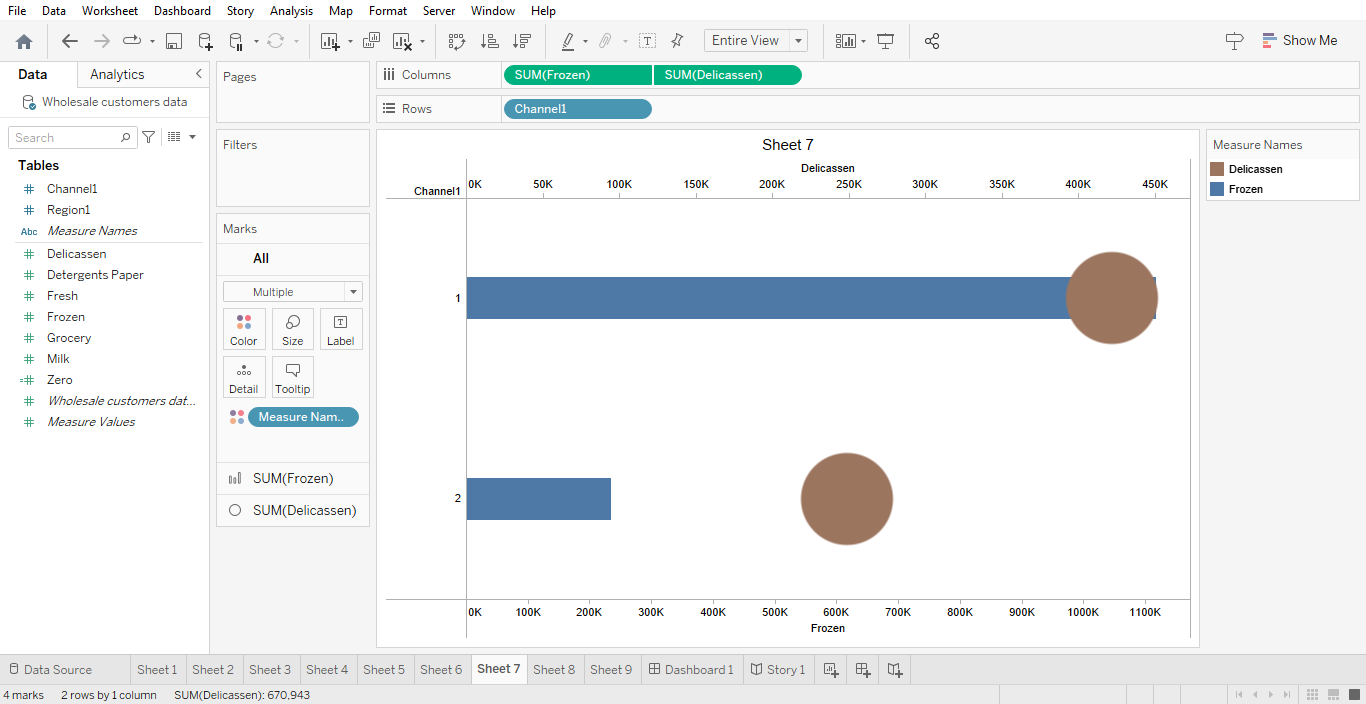 File Data Worksheet Dashboard Story Analysis Map Format Server Window Help
Entire View
Show Me
Data Analytics
Wholesale customers data
Search
Tables
Channel1
Region1
Abc Measure Names
Delicassen
Detergents Paper
Fresh
Frozen
Grocery
Milk
Zero
Wholesale customers dat...
Measure Values
Pages
Filters
Marks
All
Multiple
Color Size Label
Detail Tooltip
Measure Nam..
SUM(Frozen)
SUM(Delicassen)
Columns SUM(Frozen) SUM(Delicassen)
Rows Channel1
Sheet 7
Delicassen
Channel1 0K 50K 100K 150K 200K 250K 300K 350K 400K 450K
1
2
0K 100K 200K 300K 400K 500K 600K 700K 800K 900K 1000K 1100K
Frozen
Measure Names
Delicassen
Frozen
Data Source Sheet 1 Sheet 2 Sheet 3 Sheet 4 Sheet 5 Sheet 6 Sheet 7 Sheet 8 Sheet 9 Dashboard 1 Story 1
4 marks 2 rows by 1 column SUM(Delicassen): 670,943